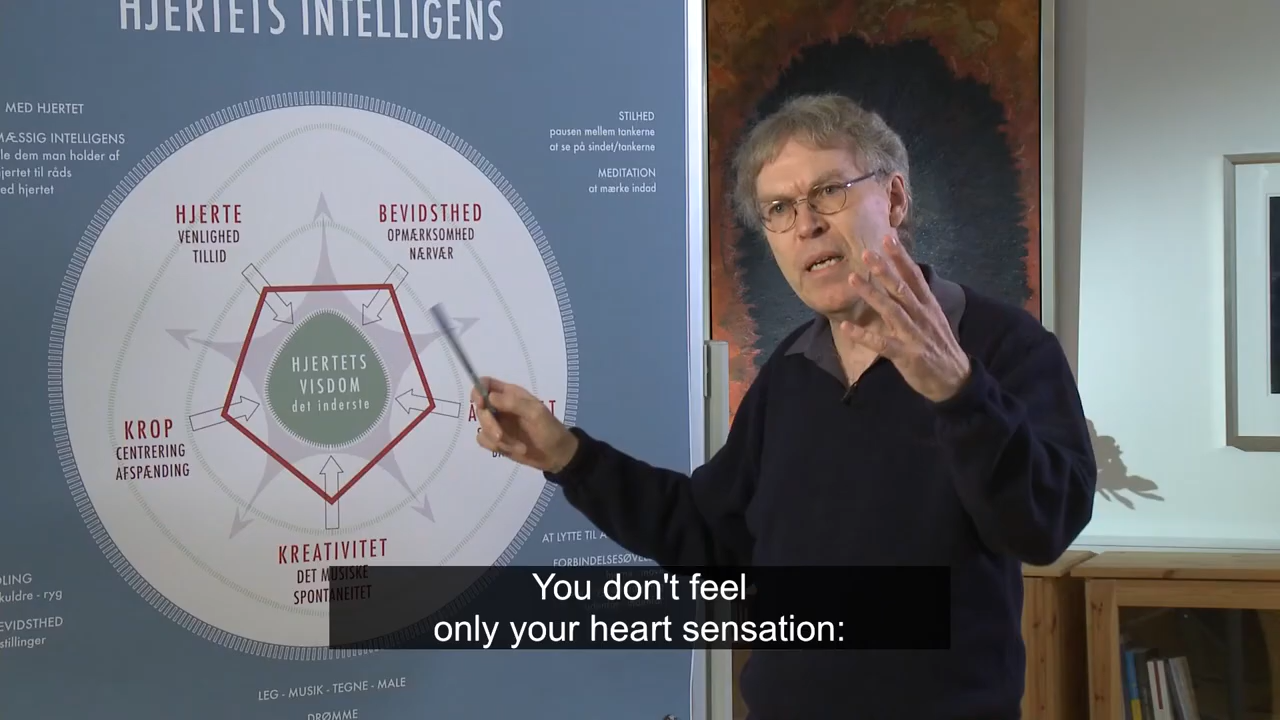 HJERTETS INTELLIGENS
MED HJERTET
MÆSSIG INTELLIGENS
le dem man holder af
jertet til råds
ed hjertet
STILHED
pausen mellem tankerne
at se på sindet/tankerne
MEDITATION
at mærke indad
HJERTE
VENLIGHED
TILLID
BEVIDSTHED
OPMÆRKSOMHED
NÆRVÆR
HJERTETS
VISDOM
det inderste
KROP
CENTRERING
AFSPÆNDING
KREATIVITET
DET MUSISKE
SPONTANEITET
AT LYTTE TIL
FORBINDELSESØVEL
DLING
kuldre - ryg
EVIDSTHED
stillinger
You don't feel
only your heart sensation:
LEG - MUSIK - TEGNE - MALE
DRØMME